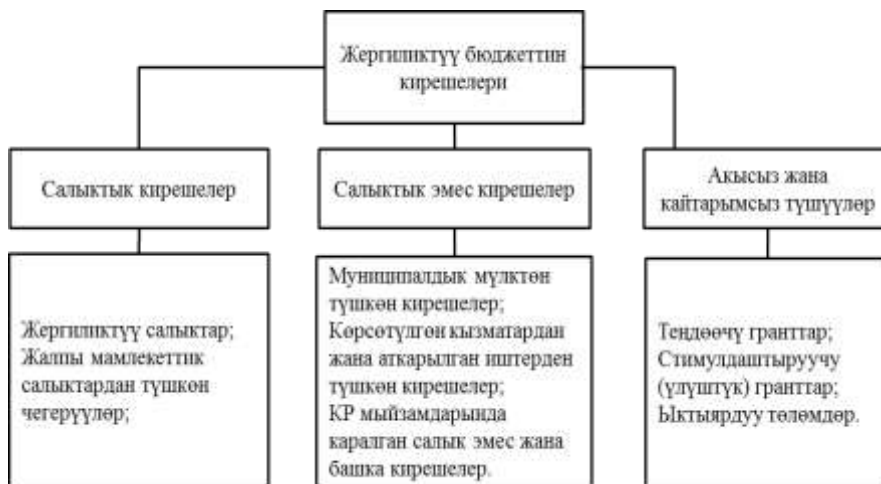 Жергиликтүү бюджеттин
кирешелери
Салыктык кирешелер
Салыктык эмес кирешелер
Акысыз жана
кайтарымсыз түшүүлөр
Жергиликтүү салыктар;
Жалпы мамлекеттик
салыктардан түшкөн
чегерүүлөр;
Муниципалдык мүлктөн
түшкөн кирешелер;
Көрсөтүлгөн кызматардан
жана аткарылган иштерден
түшкөн кирешелер;
КР мыйзамдарында
каралган салык эмес жана
башка кирешелер.
Теңдөөчү гранттар;
Стимулдаштыруучу
(үлүштүк) гранттар;
Ыктыярдуу төлөмдөр.